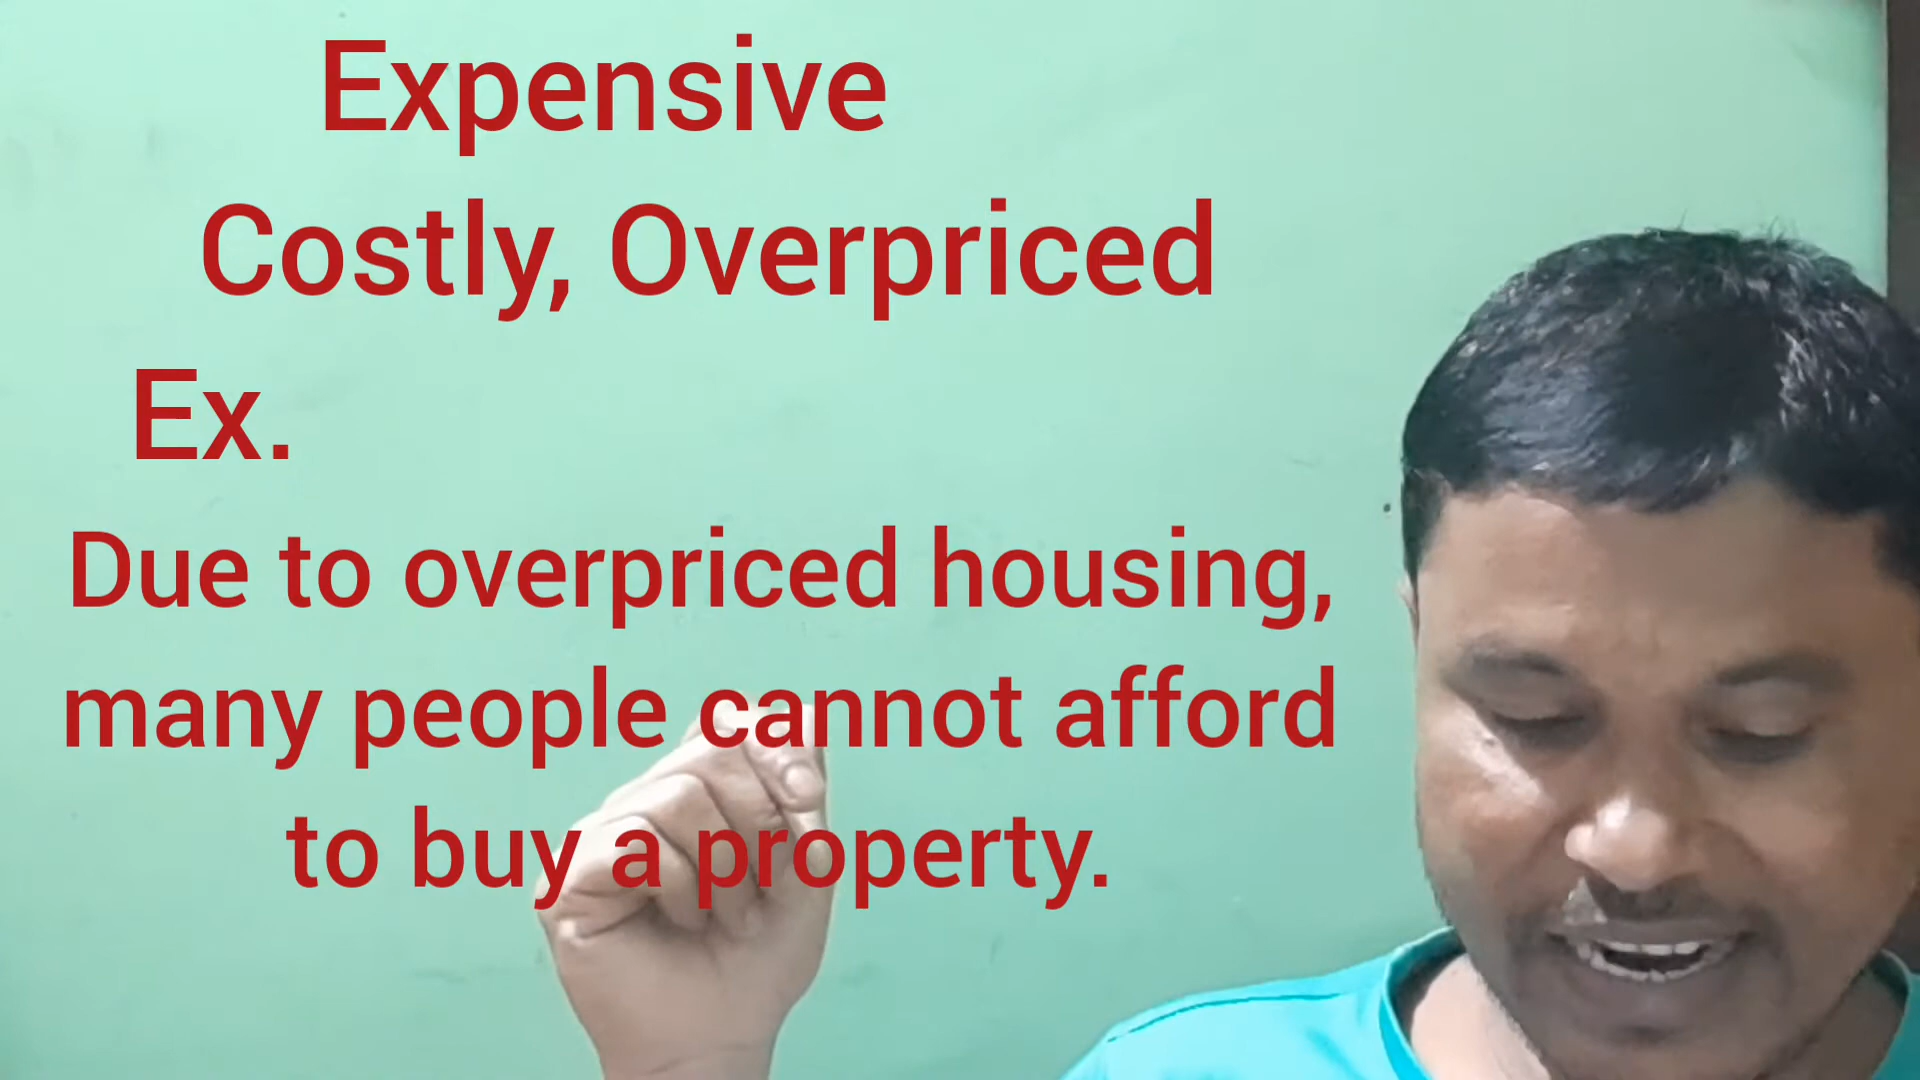 Expensive
Costly, Overpriced
Ex.
Due to overpriced housing,
many people cannot afford
to buy a property.